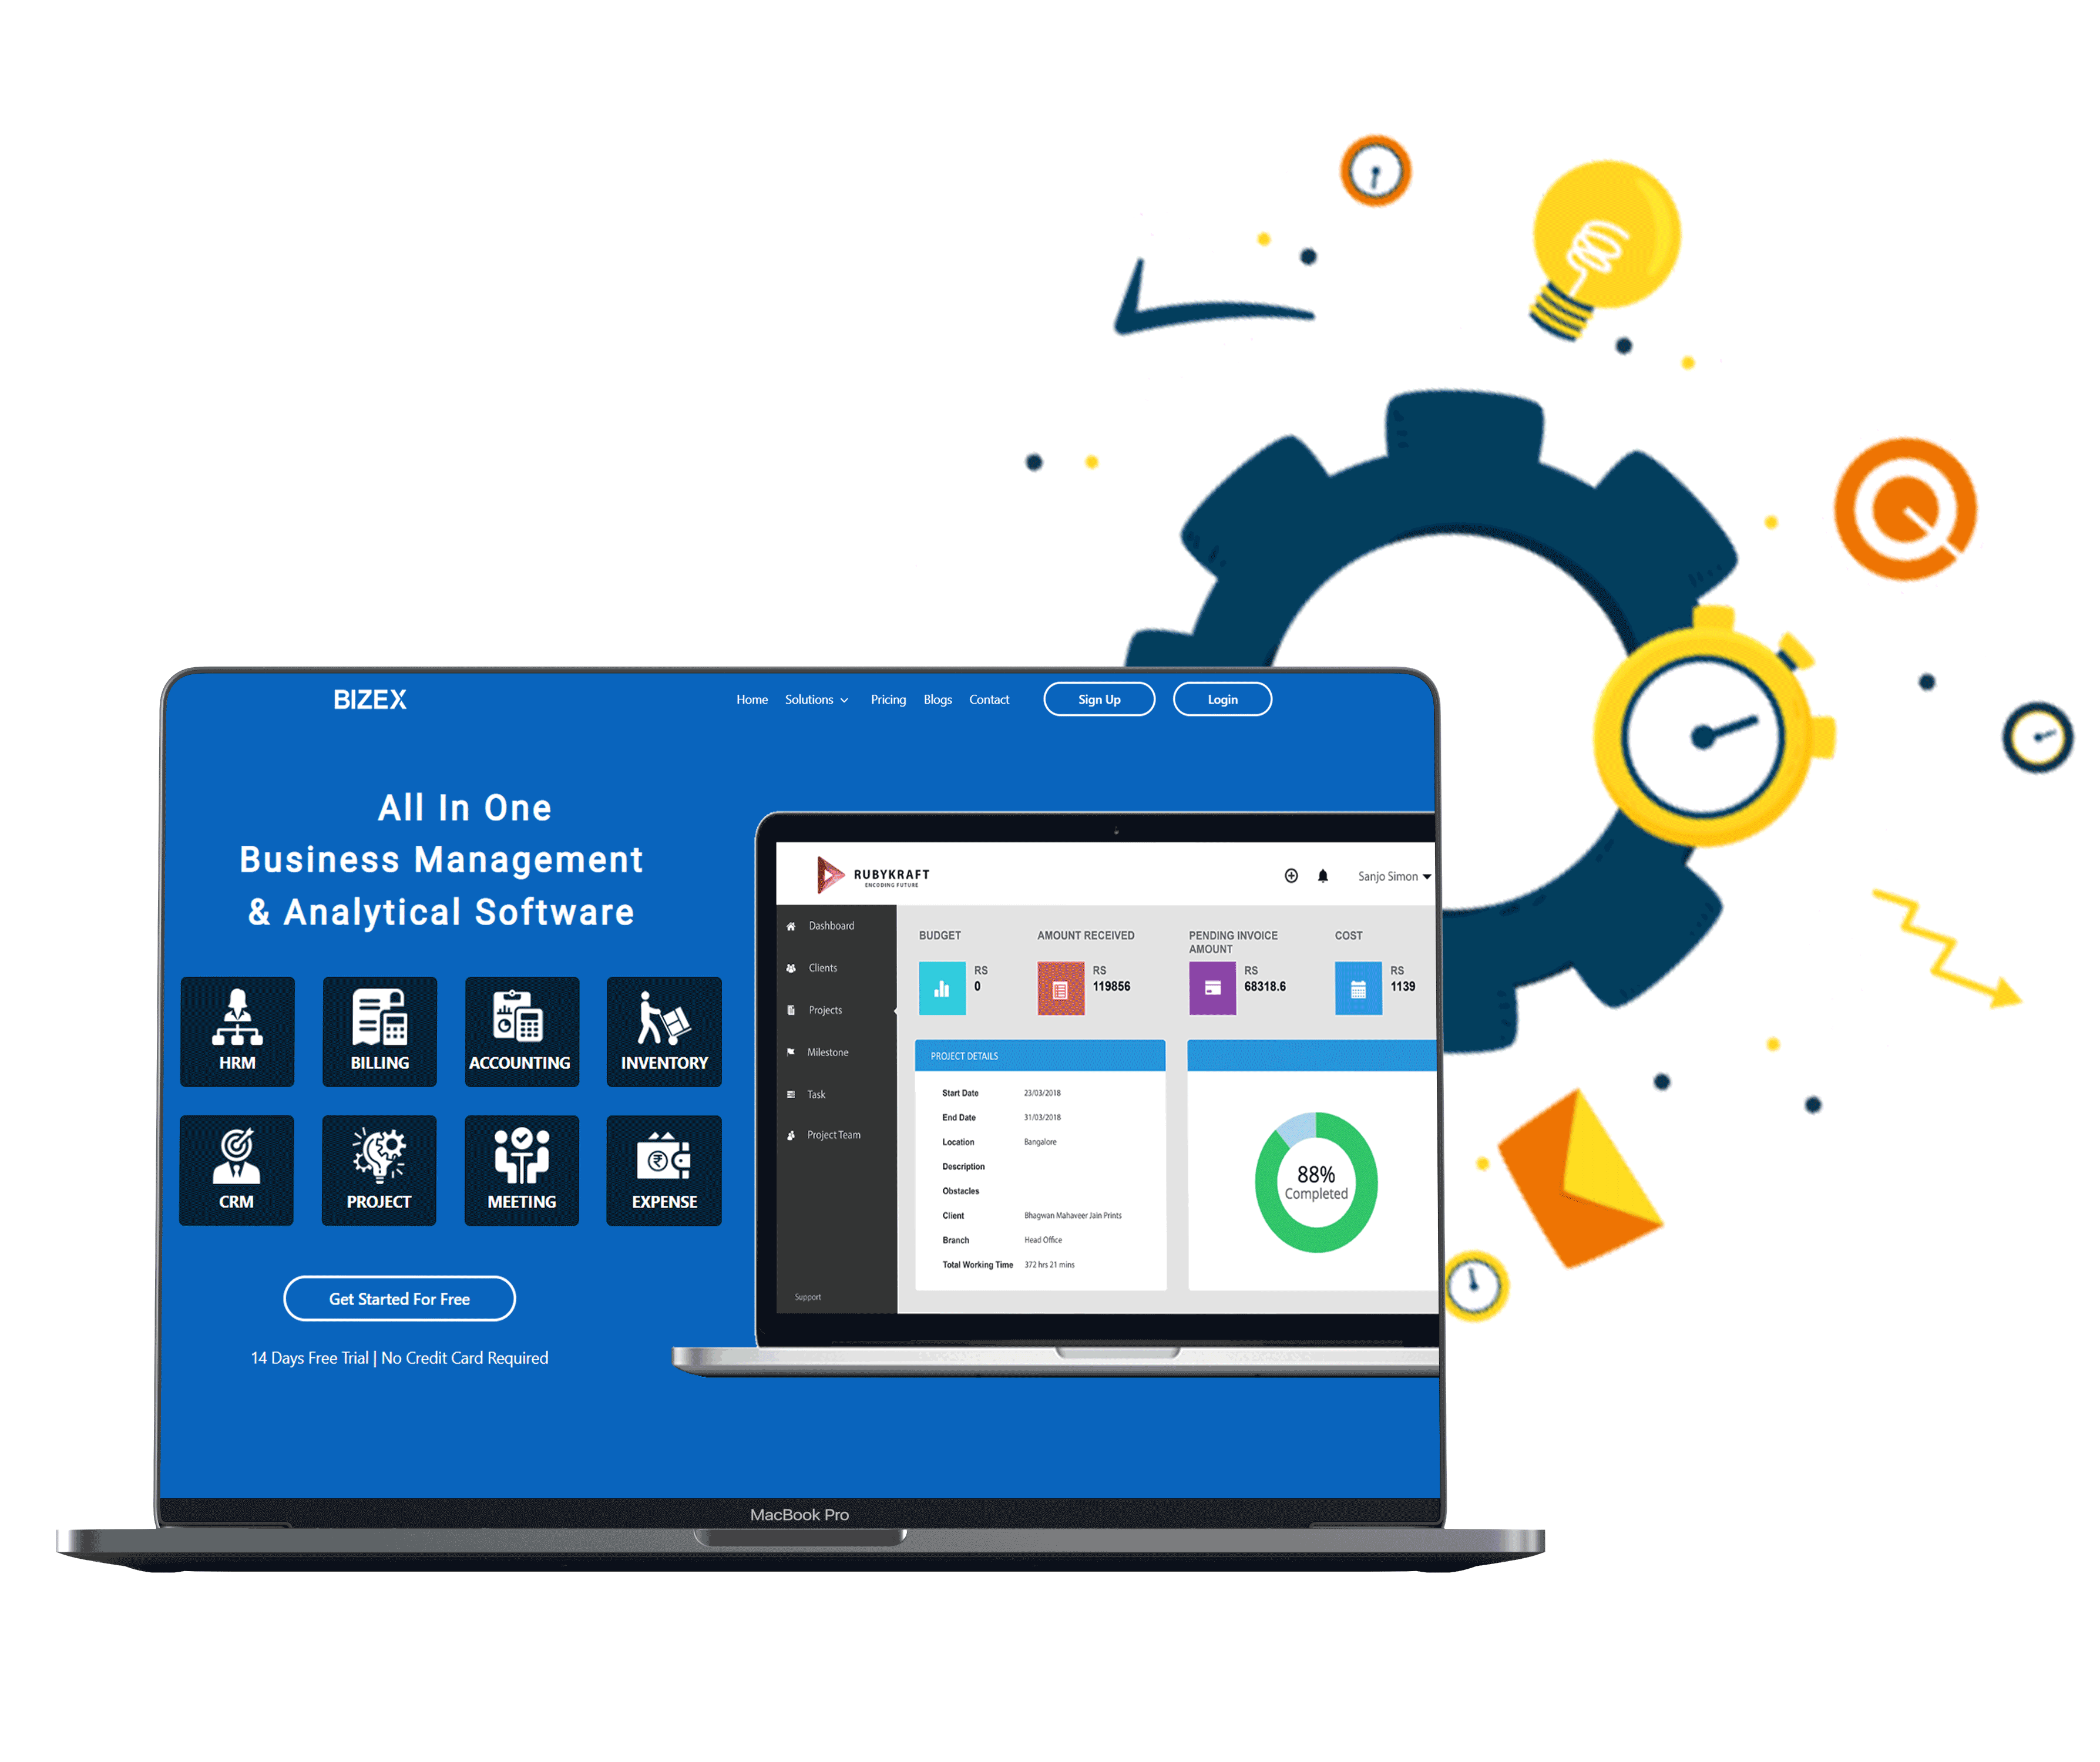 BIZEX
Home Solutions Pricing Blogs Contact Sign Up Login
All In One
Business Management
& Analytical Software
HRM BILLING ACCOUNTING INVENTORY
CRM PROJECT MEETING EXPENSE
Get Started For Free
14 Days Free Trial | No Credit Card Required
RUBYKRAFT
ENCODING FUTURE
Sanjo Simon
Dashboard
Clients
Projects
Milestone
Task
Project Team
Support
BUDGET
RS
0
AMOUNT RECEIVED
RS
119856
PENDING INVOICE
AMOUNT
RS
68318.6
COST
RS
1139
PROJECT DETAILS
Start Date 23/03/2018
End Date 31/03/2018
Location Bangalore
Description
Obstacles
Client Bhagwan Mahaveer Jain Prints
Branch Head Office
Total Working Time 372 hrs 21 mins
88%
Completed
MacBook Pro